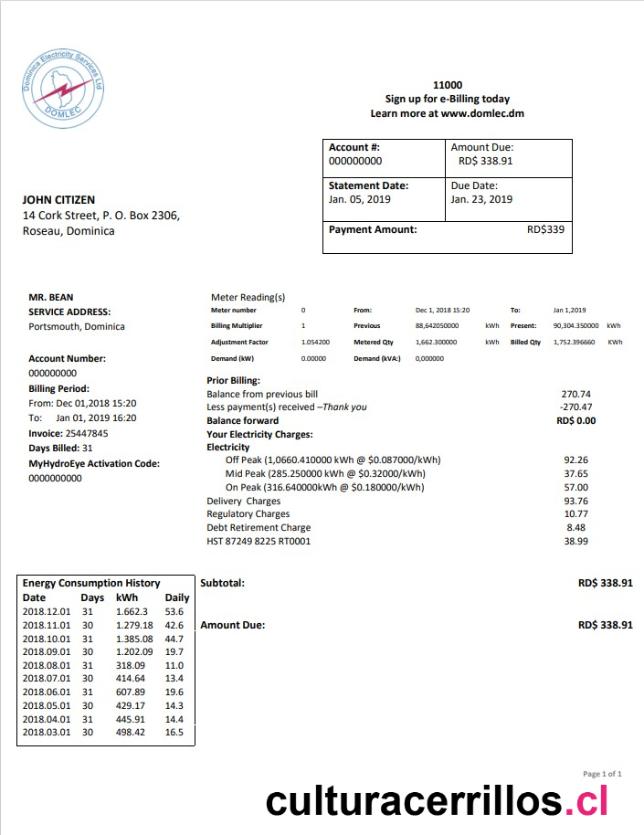 Dominica Electricity Services Ltd
DOMLEC
11000
Sign up for e-Billing today
Learn more at www.domlec.dm
Account #:
000000000
Amount Due:
RD$ 338.91
Statement Date:
Jan. 05, 2019
Due Date:
Jan. 23, 2019
Payment Amount: RD$339
JOHN CITIZEN
14 Cork Street, P. O. Box 2306,
Roseau, Dominica
MR. BEAN
SERVICE ADDRESS:
Portsmouth, Dominica
Account Number:
000000000
Billing Period:
From: Dec 01,2018 15:20
To: Jan 01, 2019 16:20
Invoice: 25447845
Days Billed: 31
MyHydroEye Activation Code:
0000000000
Meter Reading(s)
Meter number 0 From: Dec 1, 2018 15:20 To: Jan 1,2019
Billing Multiplier 1 Previous 88,642050000 kWh Present: 90,304.350000 kWh
Adjustment Factor 1.054200 Metered Qty 1,662.300000 kWh Billed Qty 1,752.396660 KWh
Demand (kW) 0.00000 Demand (kVA:) 0,000000
Prior Billing:
Balance from previous bill 270.74
Less payment(s) received –Thank you -270.47
Balance forward RD$ 0.00
Your Electricity Charges:
Electricity
Off Peak (1,0660.410000 kWh @ $0.087000/kWh) 92.26
Mid Peak (285.250000 kWh @ $0.32000/kWh) 37.65
On Peak (316.640000kWh @ $0.180000/kWh) 57.00
Delivery Charges 93.76
Regulatory Charges 10.77
Debt Retirement Charge 8.48
HST 87249 8225 RT0001 38.99
Energy Consumption History
Date Days kWh Daily
2018.12.01 31 1.662.3 53.6
2018.11.01 30 1.279.18 42.6
2018.10.01 31 1.385.08 44.7
2018.09.01 30 1.202.09 19.7
2018.08.01 31 318.09 11.0
2018.07.01 30 414.64 13.4
2018.06.01 31 607.89 19.6
2018.05.01 30 429.17 14.3
2018.04.01 31 445.91 14.4
2018.03.01 30 498.42 16.5
Subtotal: RD$ 338.91
Amount Due: RD$ 338.91
Page 1 of 1
culturacerrillos.cl